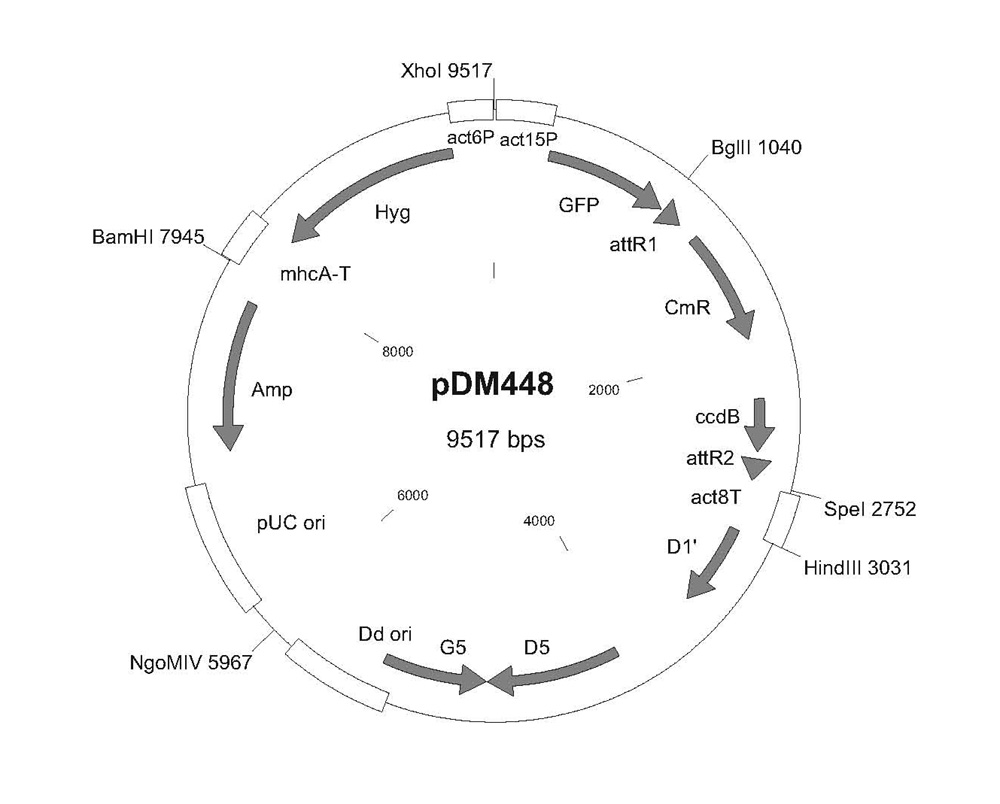 XhoI 9517
act6P act15P
BglII 1040
GFP
Hyg
attR1
BamHI 7945
mhcA-T
CmR
8000
pDM448
2000
Amp
ccdB
9517 bps
attR2
6000
act8T
SpeI 2752
pUC ori
4000
D1'
HindIII 3031
Dd ori
G5
D5
NgoMIV 5967